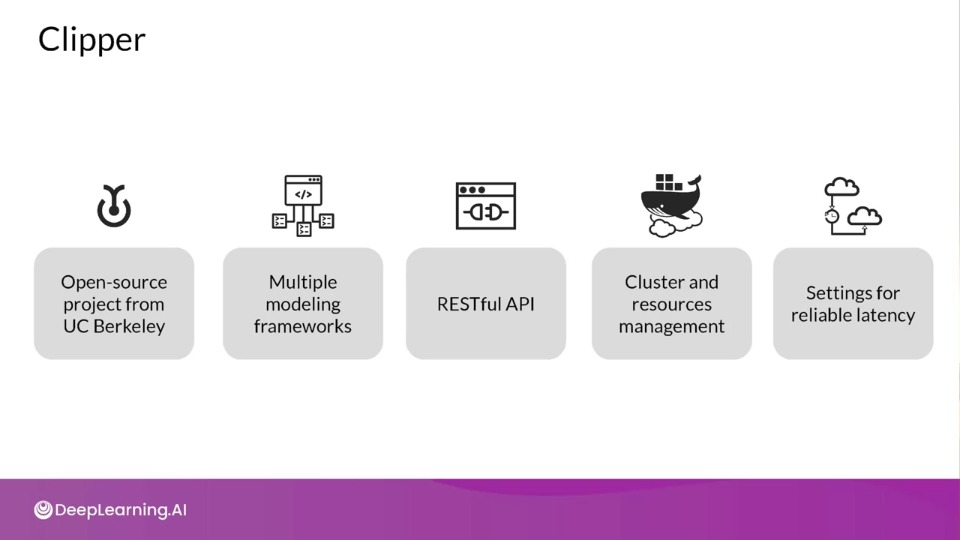 Clipper
</>
Open-source
project from
UC Berkeley
Multiple
modeling
frameworks
RESTful API
Cluster and
resources
management
Settings for
reliable latency
DeepLearning.AI